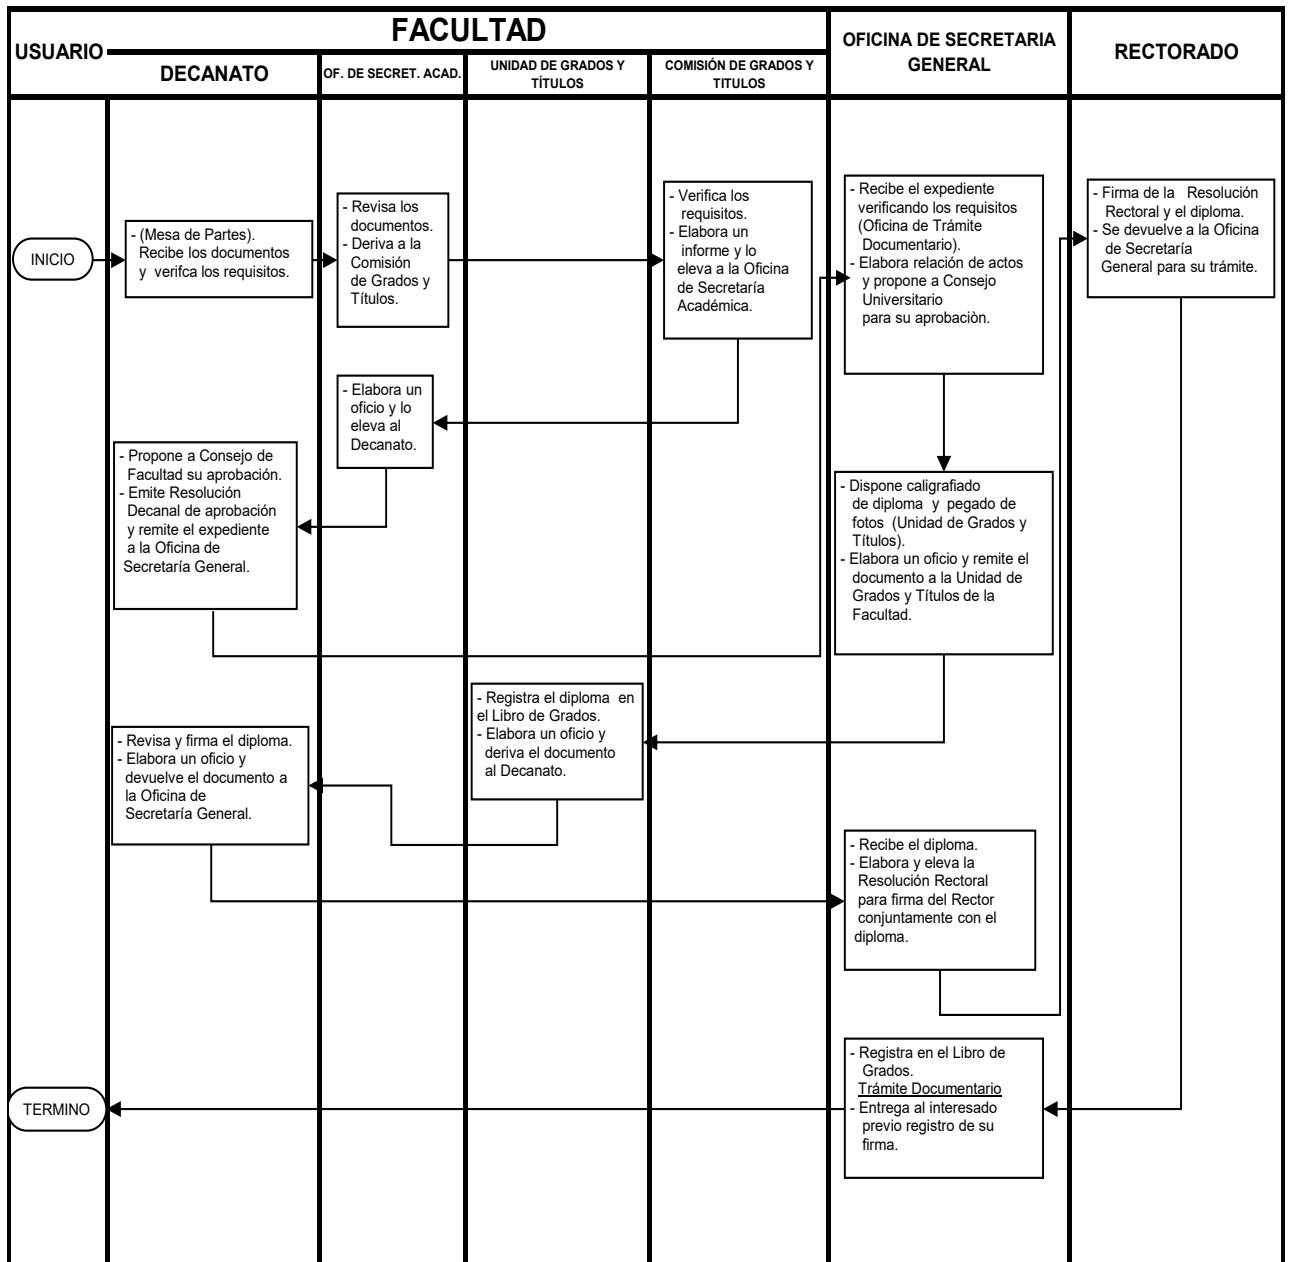 USUARIO
FACULTAD
DECANATO
OF. DE SECRET. ACAD.
UNIDAD DE GRADOS Y
TÍTULOS
COMISIÓN DE GRADOS Y
TITULOS
OFICINA DE SECRETARIA
GENERAL
RECTORADO
INICIO
- (Mesa de Partes).
Recibe los documentos
y verifca los requisitos.
- Revisa los
documentos.
- Deriva a la
Comisión
de Grados y
Títulos.
- Verifica los
requisitos.
- Elabora un
informe y lo
eleva a la Oficina
de Secretaría
Académica.
- Recibe el expediente
verificando los requisitos
(Oficina de Trámite
Documentario).
- Elabora relación de actos
y propone a Consejo
Universitario
para su aprobaciòn.
- Firma de la Resolución
Rectoral y el diploma.
- Se devuelve a la Oficina
de Secretaría
General para su trámite.
- Elabora un
oficio y lo
eleva al
Decanato.
- Propone a Consejo de
Facultad su aprobación.
- Emite Resolución
Decanal de aprobación
y remite el expediente
a la Oficina de
Secretaría General.
- Dispone caligrafiado
de diploma y pegado de
fotos (Unidad de Grados y
Títulos).
- Elabora un oficio y remite el
documento a la Unidad de
Grados y Títulos de la
Facultad.
- Registra el diploma en
el Libro de Grados.
- Elabora un oficio y
deriva el documento
al Decanato.
- Revisa y firma el diploma.
- Elabora un oficio y
devuelve el documento a
la Oficina de
Secretaría General.
- Recibe el diploma.
- Elabora y eleva la
Resolución Rectoral
para firma del Rector
conjuntamente con el
diploma.
- Registra en el Libro de
Grados.
Trámite Documentario
- Entrega al interesado
previo registro de su
firma.
TERMINO